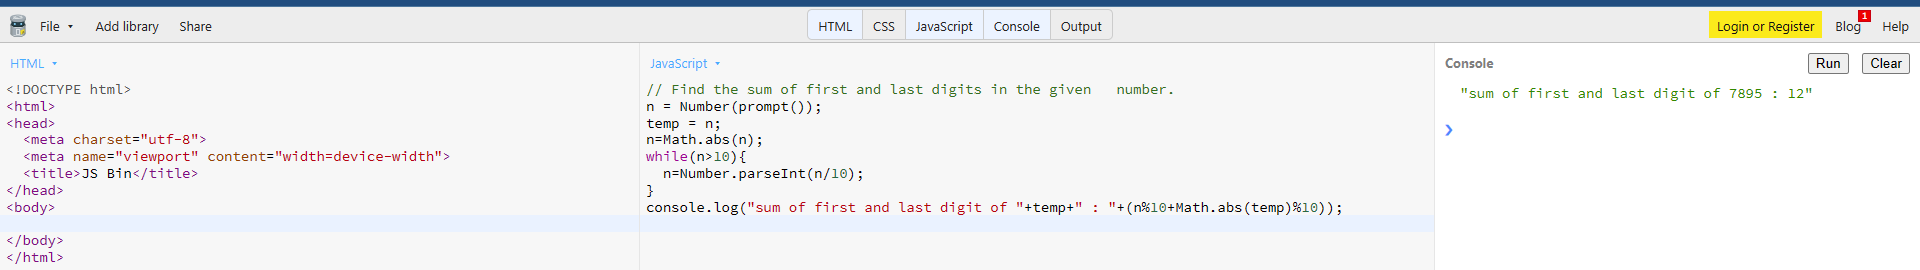 File Add library Share HTML CSS JavaScript Console Output Login or Register Blog 1 Help
HTML
<!DOCTYPE html>
<html>
<head>
  <meta charset="utf-8">
  <meta name="viewport" content="width=device-width">
  <title>JS Bin</title>
</head>
<body>
</body>
</html>
JavaScript
// Find the sum of first and last digits in the given   number.
n = Number(prompt());
temp = n;
n=Math.abs(n);
while(n>10){
  n=Number.parseInt(n/10);
}
console.log("sum of first and last digit of "+temp+" : "+(n%10+Math.abs(temp)%10));
Console Run Clear
"sum of first and last digit of 7895 : 12"